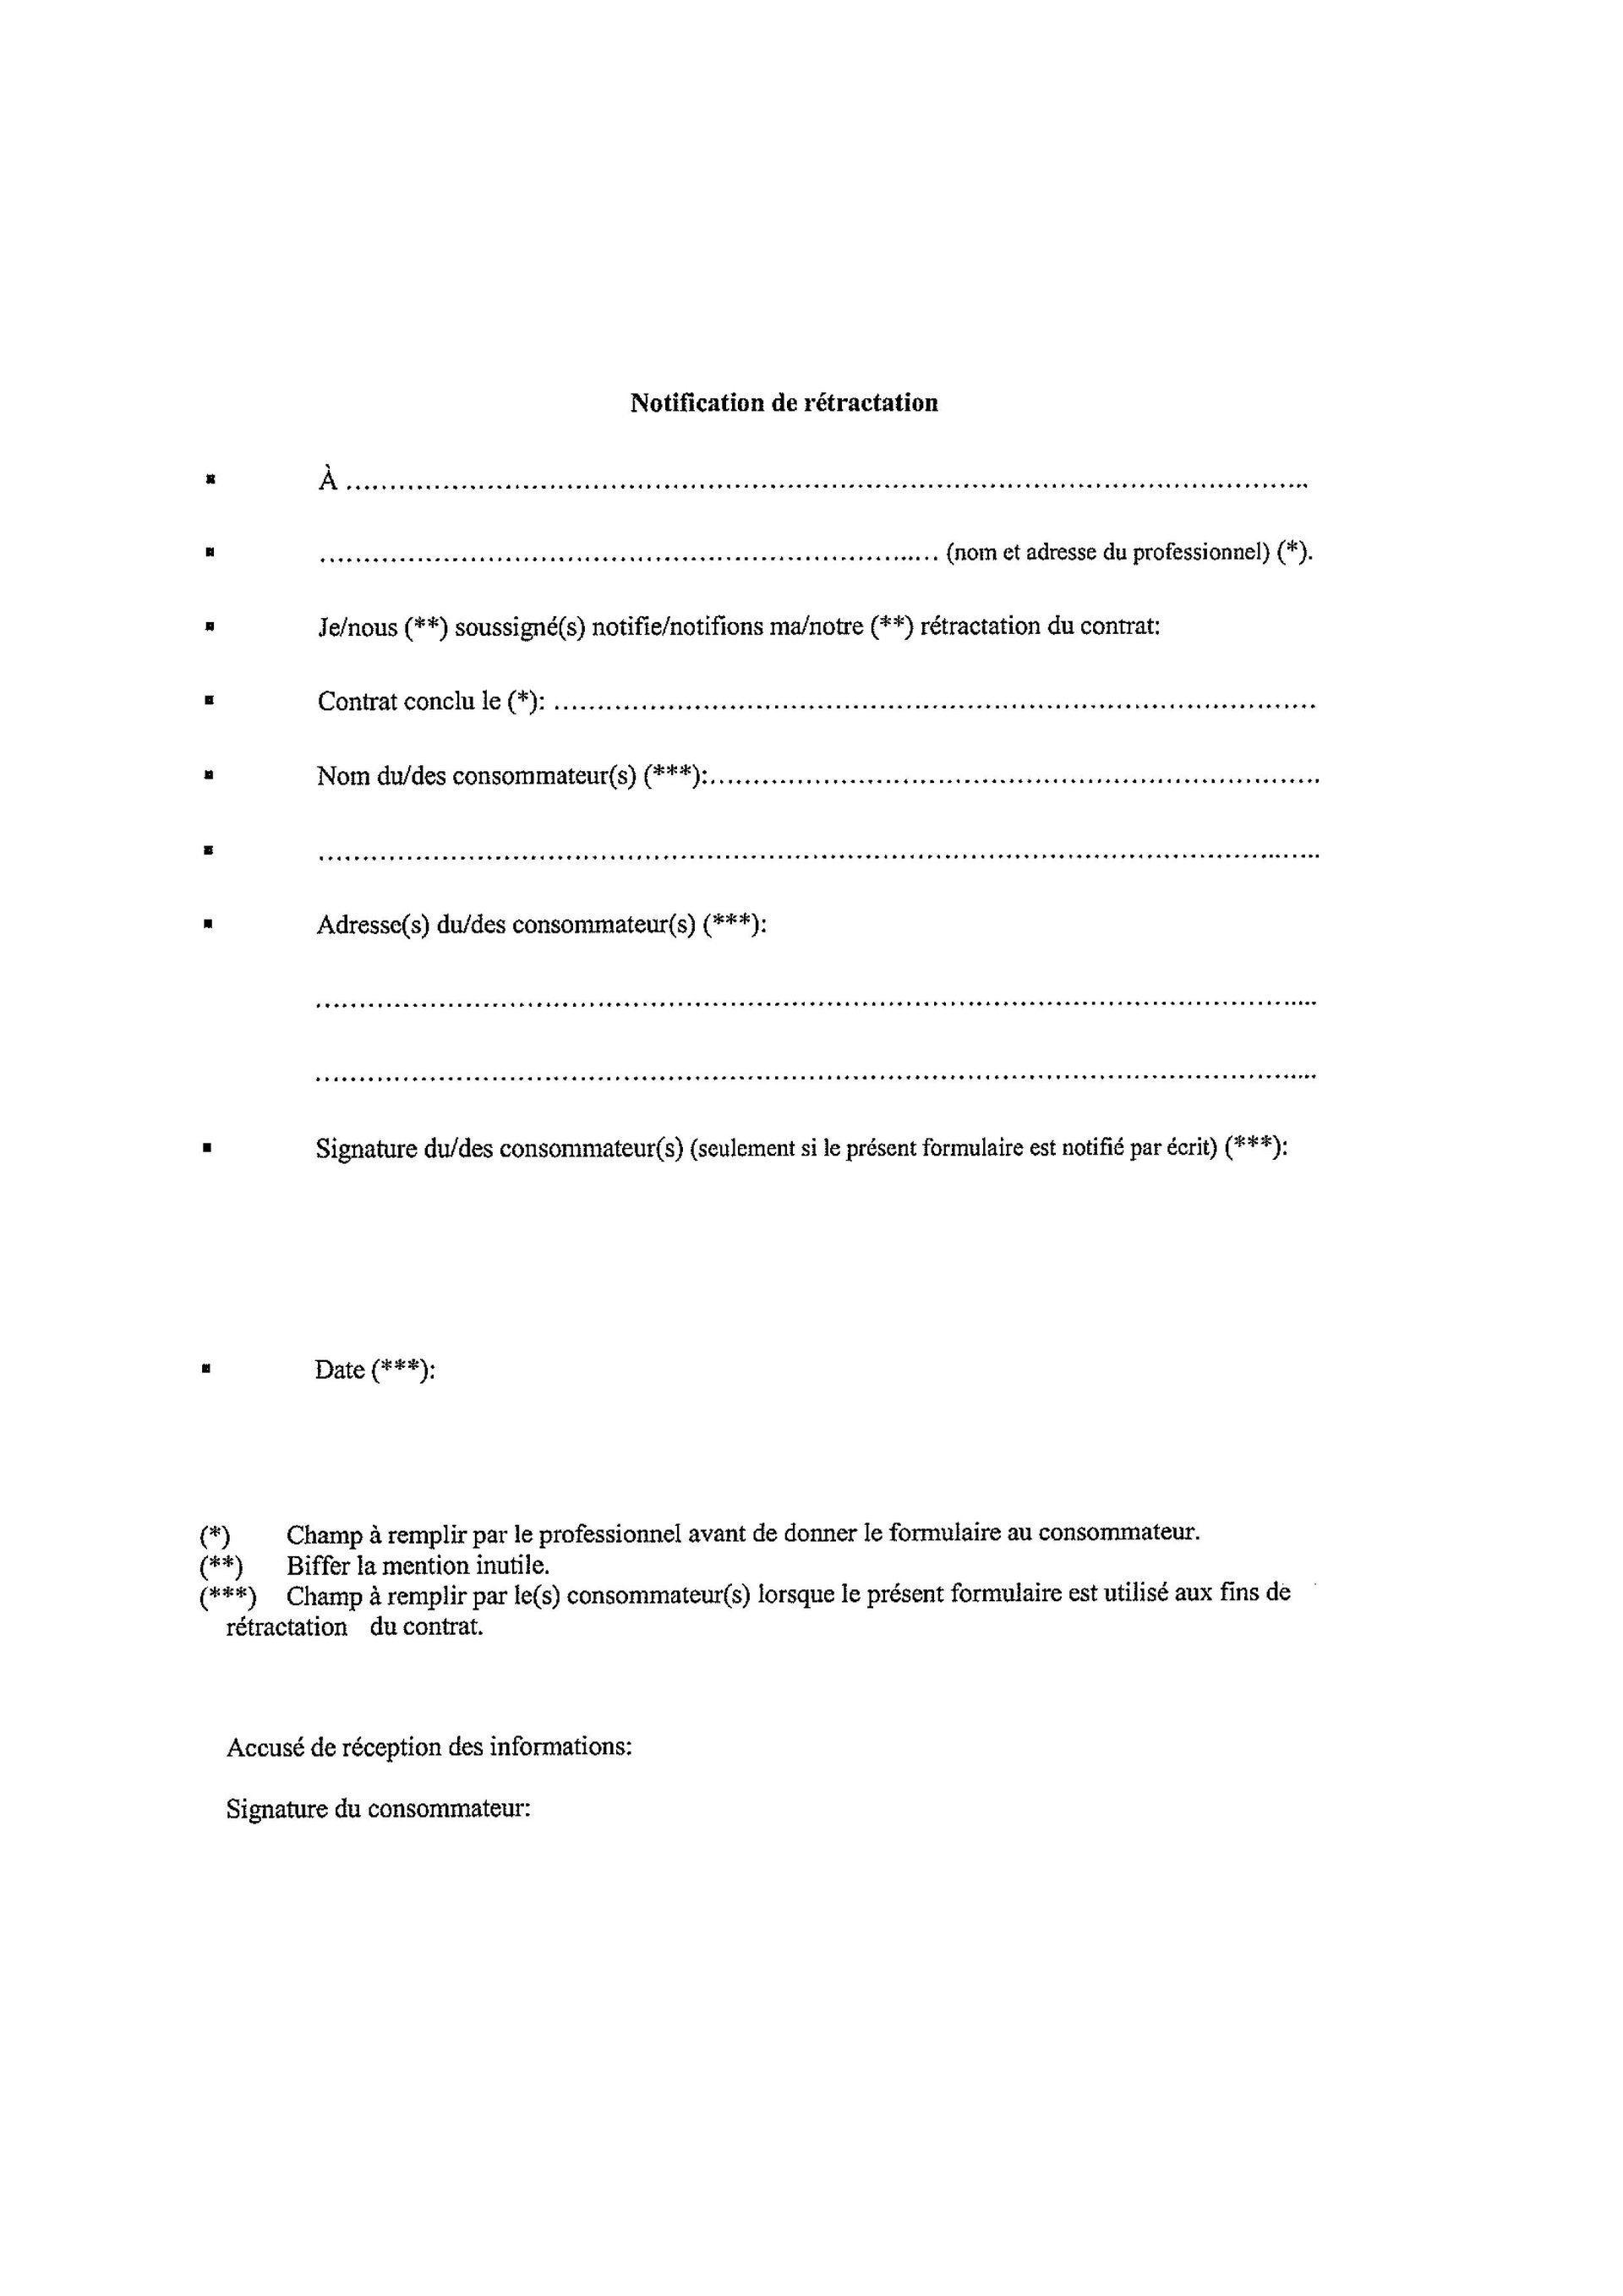 Notification de rétractation
▪ À ..............................................................................................................
▪ ...................................................................... (nom et adresse du professionnel) (*).
▪ Je/nous (**) soussigné(s) notifie/notifions ma/notre (**) rétractation du contrat:
▪ Contrat conclu le (*): .......................................................................................
▪ Nom du/des consommateur(s) (***):......................................................................
▪ ..................................................................................................................
▪ Adresse(s) du/des consommateur(s) (***):
..................................................................................................................
..................................................................................................................
▪ Signature du/des consommateur(s) (seulement si le présent formulaire est notifié par écrit) (***):
▪ Date (***):
(*) Champ à remplir par le professionnel avant de donner le formulaire au consommateur.
(**) Biffer la mention inutile.
(***) Champ à remplir par le(s) consommateur(s) lorsque le présent formulaire est utilisé aux fins de
rétractation du contrat.
Accusé de réception des informations:
Signature du consommateur: